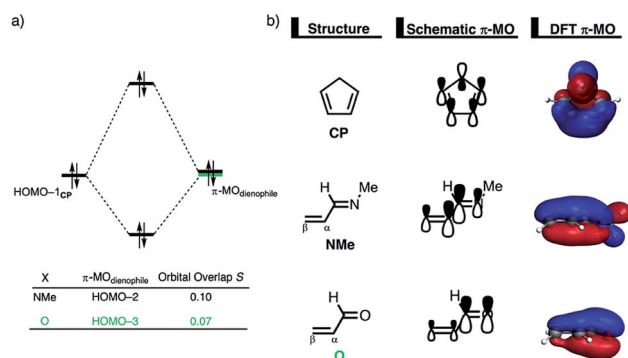 a)
HOMO–1CP
π-MOdienophile
X π-MOdienophile Orbital Overlap S
NMe HOMO–2 0.10
O HOMO–3 0.07
b)
Structure Schematic π-MO DFT π-MO
CP
H Me
N
β α
NMe
H Me
H
O
β α
O
H